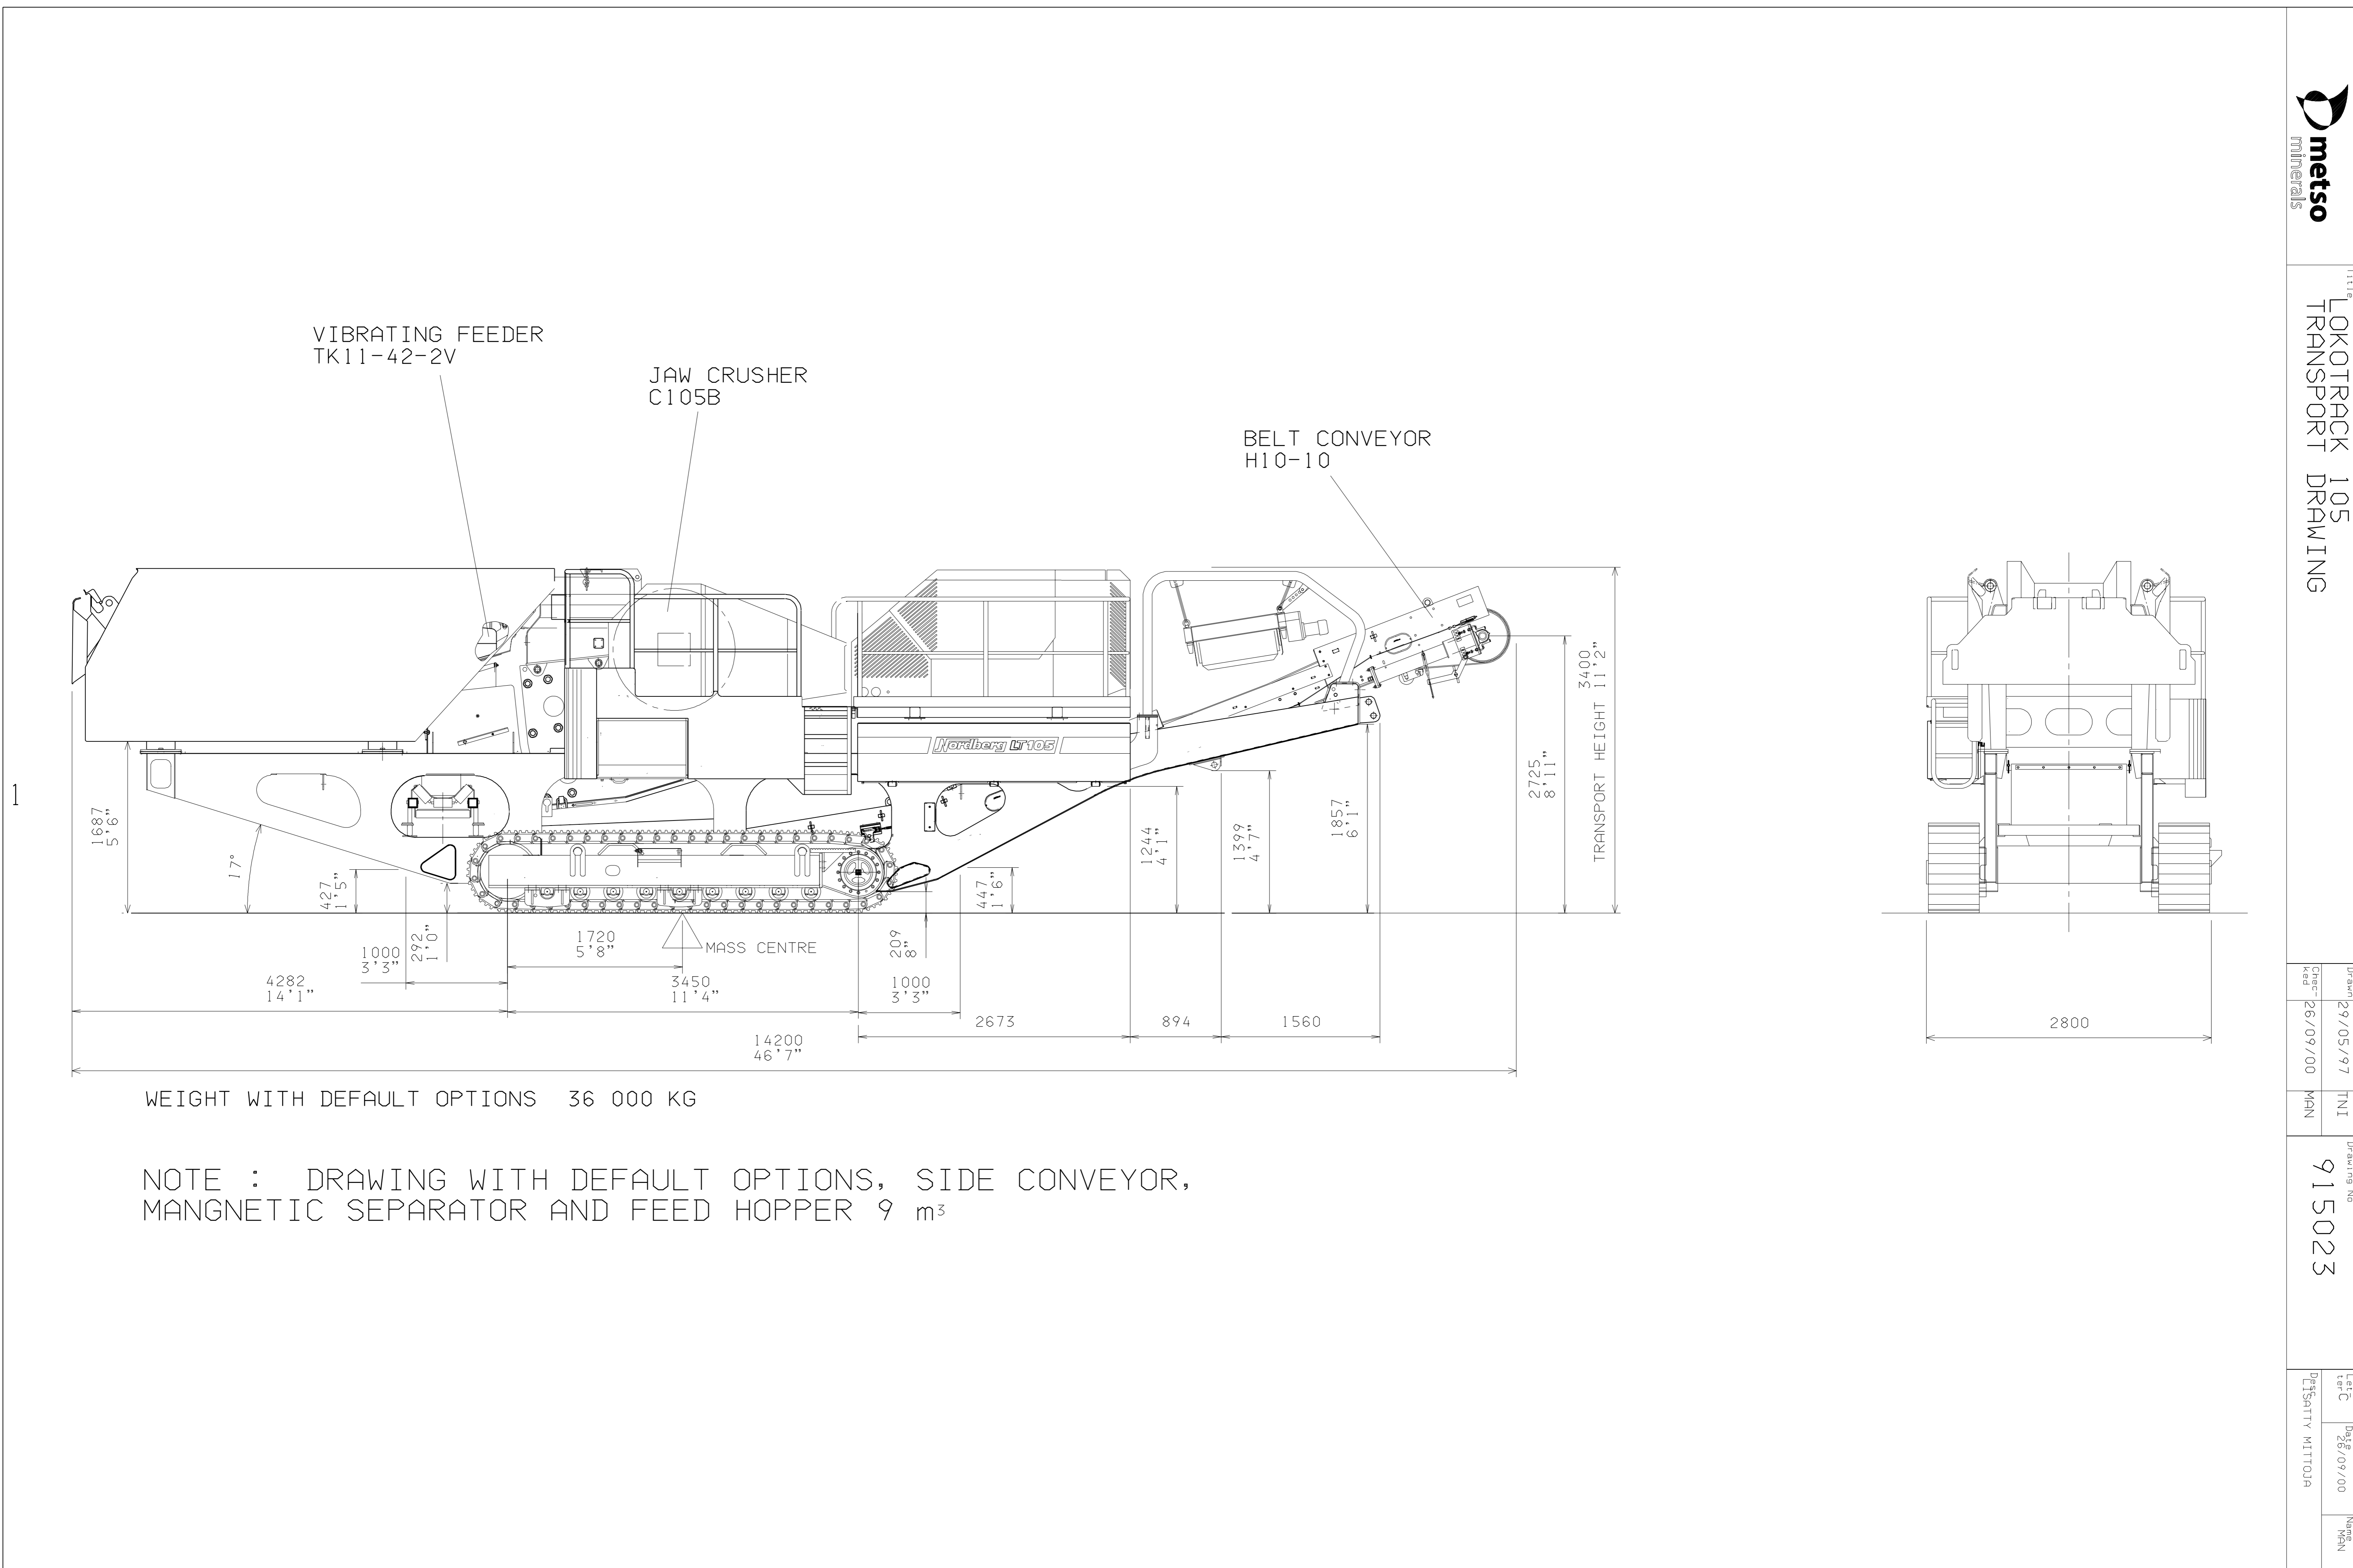 VIBRATING FEEDER
TK11-42-2V
JAW CRUSHER
C105B
BELT CONVEYOR
H10-10
Nordberg LT105
1
1687
5'6"
17°
427
1'5"
292
1'0"
1000
3'3"
4282
14'1"
1720
5'8"
MASS CENTRE
3450
11'4"
209
8"
1000
3'3"
447
1'6"
1244
4'1"
1399
4'7"
1857
6'1"
2725
8'11"
3400
TRANSPORT HEIGHT 11'2"
2673
894
1560
14200
46'7"
2800
WEIGHT WITH DEFAULT OPTIONS 36 000 KG
NOTE : DRAWING WITH DEFAULT OPTIONS, SIDE CONVEYOR,
MANGNETIC SEPARATOR AND FEED HOPPER 9 m³
metso
minerals
Title
LOKOTRACK 105
TRANSPORT DRAWING
Drawn 29/05/97 TNI
Chec-
ked 26/09/00 MAN
Drawing No
915023
Let-
ter C
Date 26/09/00
Name MAN
Desc. LISATTY MITTOJA